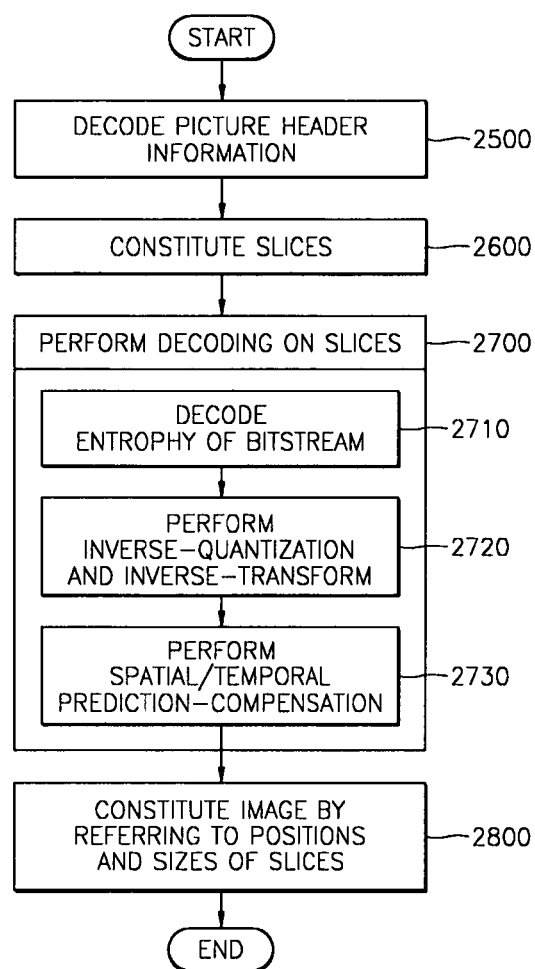 START
DECODE PICTURE HEADER
INFORMATION
2500
CONSTITUTE SLICES
2600
PERFORM DECODING ON SLICES
2700
DECODE
ENTROPHY OF BITSTREAM
2710
PERFORM
INVERSE-QUANTIZATION
AND INVERSE-TRANSFORM
2720
PERFORM
SPATIAL/TEMPORAL
PREDICTION-COMPENSATION
2730
CONSTITUTE IMAGE BY
REFERRING TO POSITIONS
AND SIZES OF SLICES
2800
END